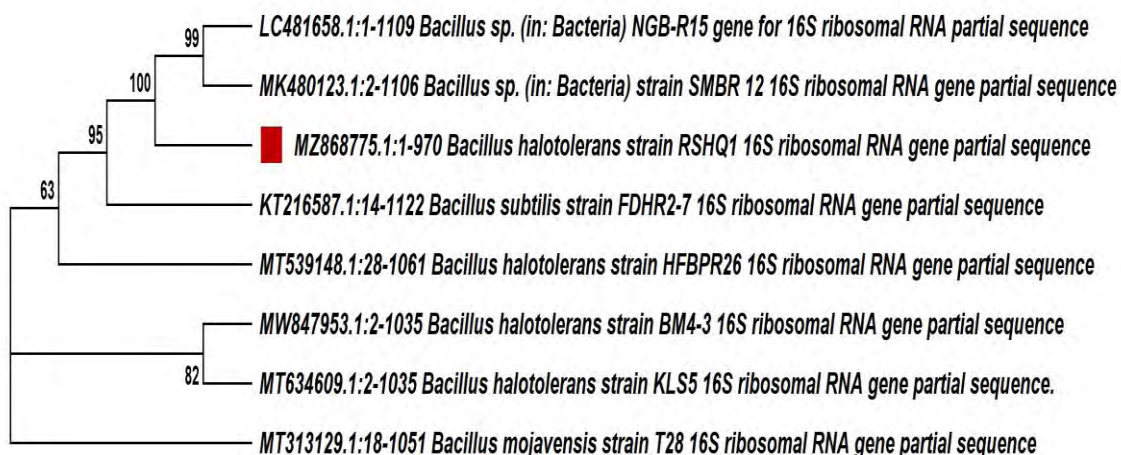 LC481658.1:1-1109 Bacillus sp. (in: Bacteria) NGB-R15 gene for 16S ribosomal RNA partial sequence
99
MK480123.1:2-1106 Bacillus sp. (in: Bacteria) strain SMBR 12 16S ribosomal RNA gene partial sequence
100
MZ868775.1:1-970 Bacillus halotolerans strain RSHQ1 16S ribosomal RNA gene partial sequence
95
KT216587.1:14-1122 Bacillus subtilis strain FDHR2-7 16S ribosomal RNA gene partial sequence
63
MT539148.1:28-1061 Bacillus halotolerans strain HFBPR26 16S ribosomal RNA gene partial sequence
MW847953.1:2-1035 Bacillus halotolerans strain BM4-3 16S ribosomal RNA gene partial sequence
82
MT634609.1:2-1035 Bacillus halotolerans strain KLS5 16S ribosomal RNA gene partial sequence.
MT313129.1:18-1051 Bacillus mojavensis strain T28 16S ribosomal RNA gene partial sequence